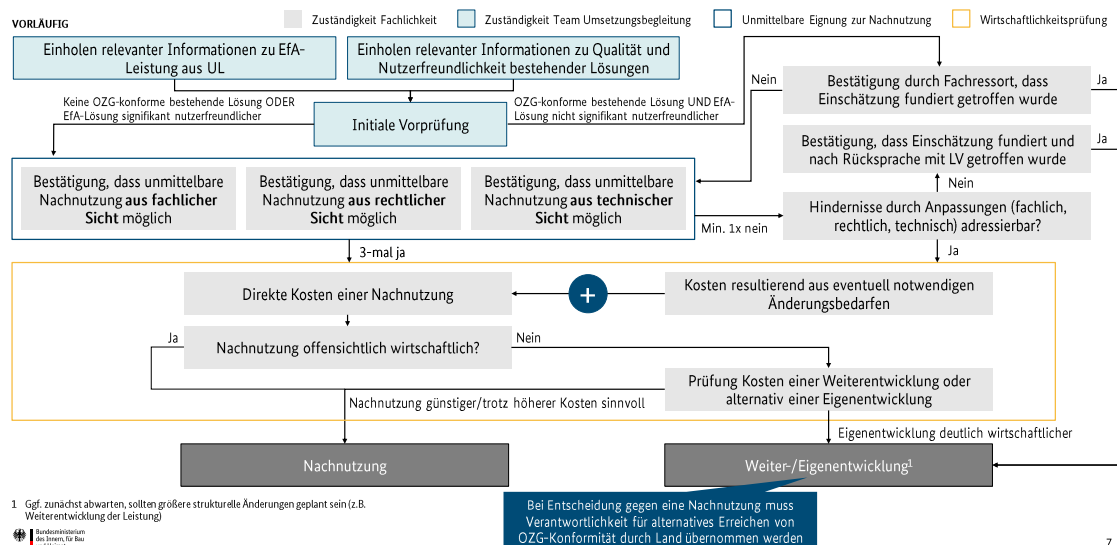 VORLÄUFIG
Zuständigkeit Fachlichkeit
Zuständigkeit Team Umsetzungsbegleitung
Unmittelbare Eignung zur Nachnutzung
Wirtschaftlichkeitsprüfung
Einholen relevanter Informationen zu EfA-
Leistung aus UL
Einholen relevanter Informationen zu Qualität und
Nutzerfreundlichkeit bestehender Lösungen
Nein
Bestätigung durch Fachressort, dass
Einschätzung fundiert getroffen wurde
Ja
Keine OZG-konforme bestehende Lösung ODER
EfA-Lösung signifikant nutzerfreundlicher
Initiale Vorprüfung
OZG-konforme bestehende Lösung UND EfA-
Lösung nicht signifikant nutzerfreundlicher
Bestätigung, dass Einschätzung fundiert und
nach Rücksprache mit LV getroffen wurde
Ja
Nein
Bestätigung, dass unmittelbare
Nachnutzung aus fachlicher
Sicht möglich
Bestätigung, dass unmittelbare
Nachnutzung aus rechtlicher
Sicht möglich
Bestätigung, dass unmittelbare
Nachnutzung aus technischer
Sicht möglich
Min. 1x nein
Hindernisse durch Anpassungen (fachlich,
rechtlich, technisch) adressierbar?
3-mal ja
Ja
Direkte Kosten einer Nachnutzung
+
Kosten resultierend aus eventuell notwendigen
Änderungsbedarfen
Ja
Nachnutzung offensichtlich wirtschaftlich?
Nein
Prüfung Kosten einer Weiterentwicklung oder
alternativ einer Eigenentwicklung
Nachnutzung günstiger/trotz höherer Kosten sinnvoll
Eigenentwicklung deutlich wirtschaftlicher
Nachnutzung
Weiter-/Eigenentwicklung1
1 Ggf. zunächst abwarten, sollten größere strukturelle Änderungen geplant sein (z.B.
Weiterentwicklung der Leistung)
Bei Entscheidung gegen eine Nachnutzung muss
Verantwortlichkeit für alternatives Erreichen von
OZG-Konformität durch Land übernommen werden
Bundesministerium
des Innern, für Bau
7